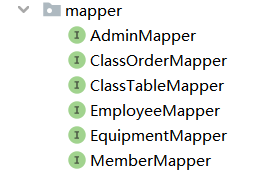 mapper
I AdminMapper
I ClassOrderMapper
I ClassTableMapper
I EmployeeMapper
I EquipmentMapper
I MemberMapper